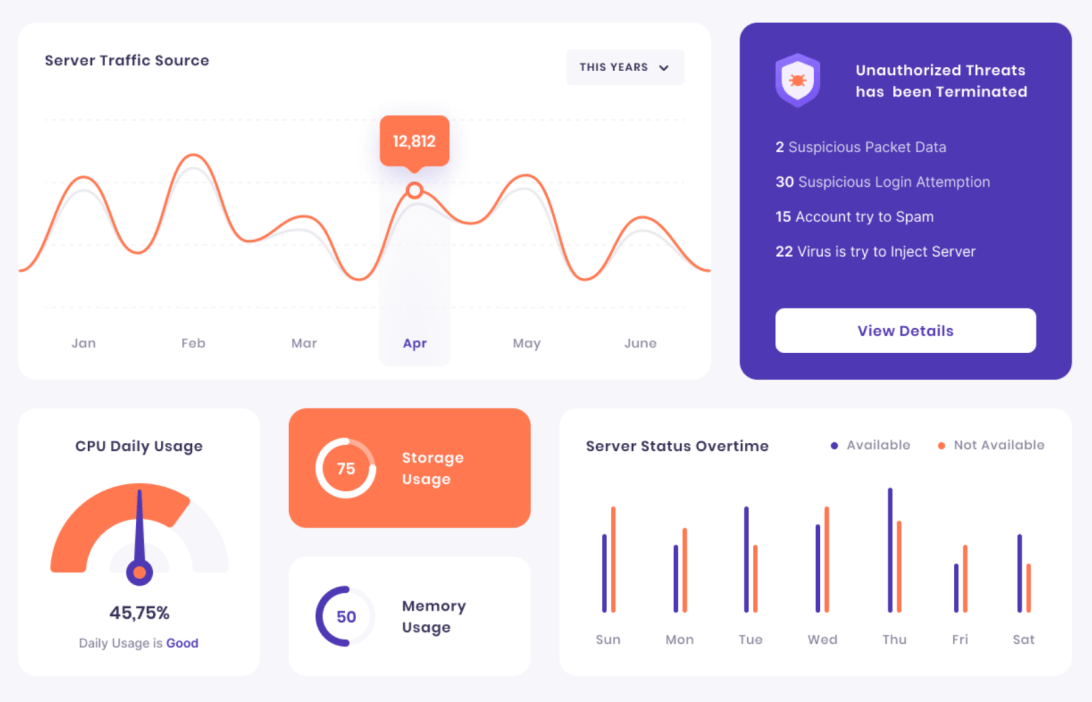 Server Traffic Source
THIS YEARS
12,812
Jan
Feb
Mar
Apr
May
June
Unauthorized Threats
has been Terminated
2 Suspicious Packet Data
30 Suspicious Login Attemption
15 Account try to Spam
22 Virus is try to Inject Server
View Details
CPU Daily Usage
45,75%
Daily Usage is Good
75
Storage
Usage
50
Memory
Usage
Server Status Overtime
Available
Not Available
Sun
Mon
Tue
Wed
Thu
Fri
Sat